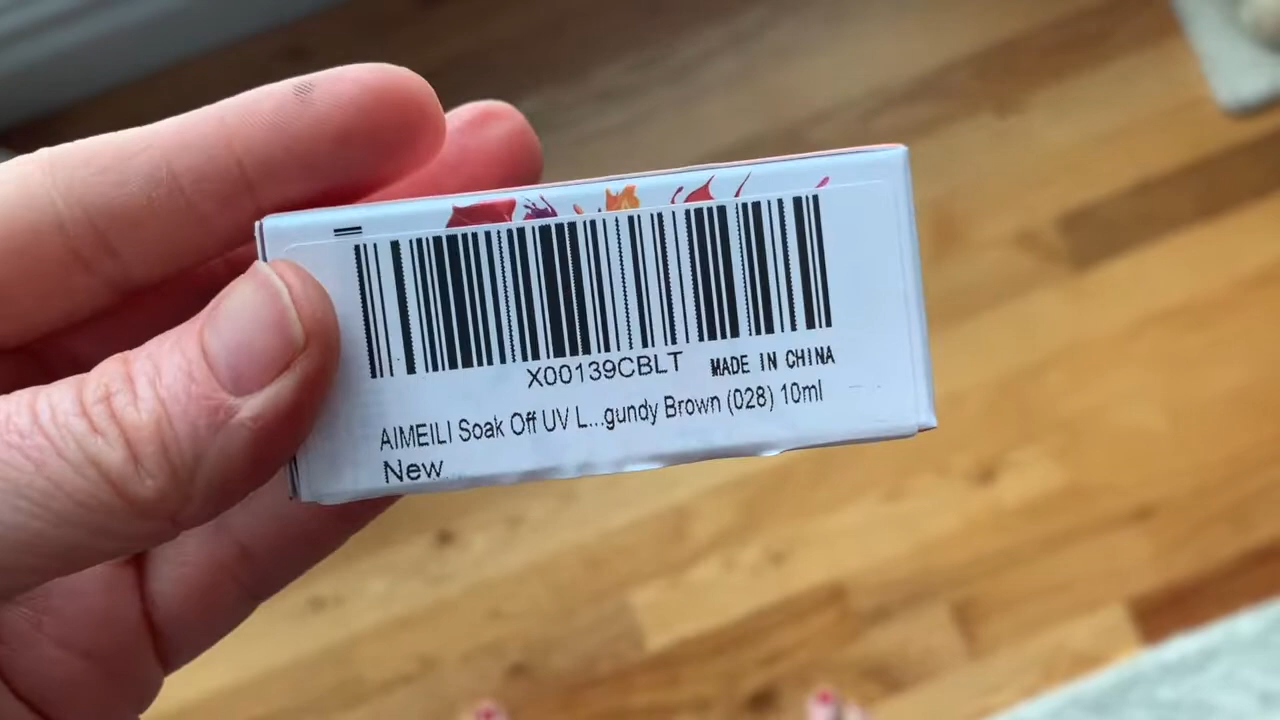 X00139CBLT MADE IN CHINA
AIMEILI Soak Off UV L...gundy Brown (028) 10ml
New